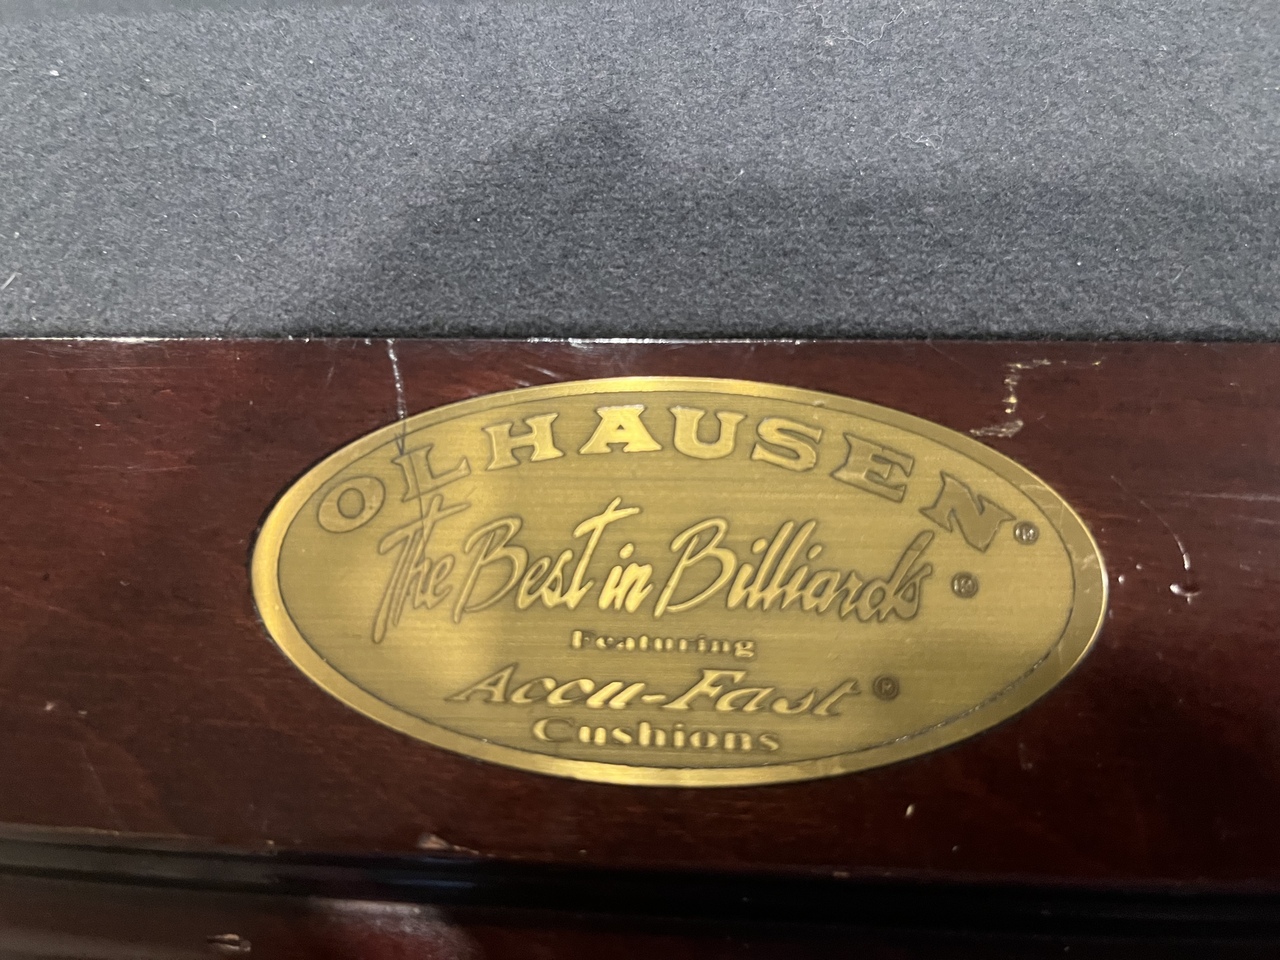 OLHAUSEN®
The Best in Billiards®
Featuring
Accu-Fast®
Cushions